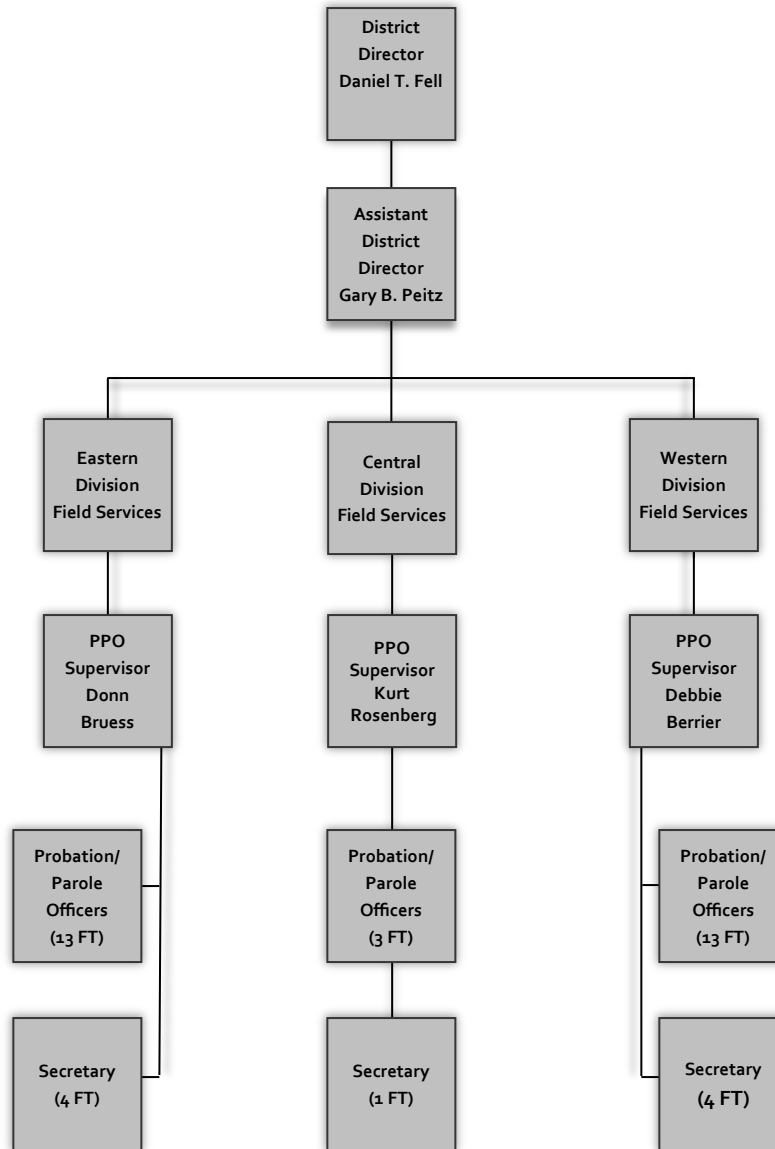 District
Director
Daniel T. Fell
Assistant
District
Director
Gary B. Peitz
Eastern
Division
Field Services
Central
Division
Field Services
Western
Division
Field Services
PPO
Supervisor
Donn
Bruess
PPO
Supervisor
Kurt
Rosenberg
PPO
Supervisor
Debbie
Berrier
Probation/
Parole
Officers
(13 FT)
Probation/
Parole
Officers
(3 FT)
Probation/
Parole
Officers
(13 FT)
Secretary
(4 FT)
Secretary
(1 FT)
Secretary
(4 FT)